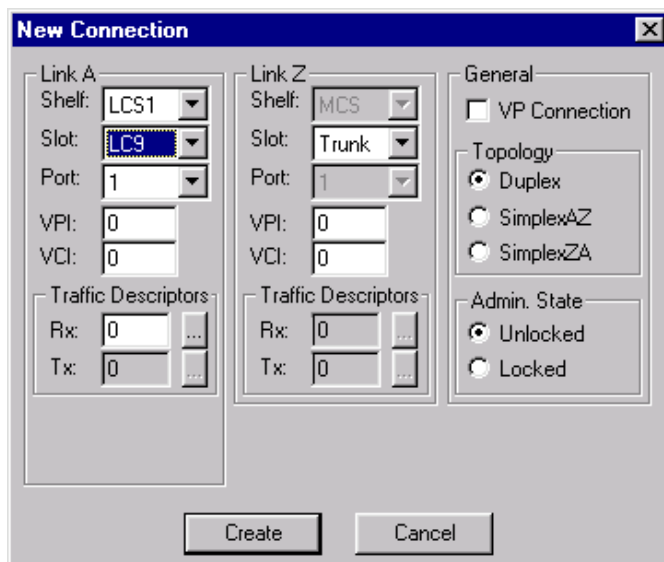 New Connection
Link A
Shelf: LCS1
Slot: LC9
Port: 1
VPI: 0
VCI: 0
Traffic Descriptors
Rx: 0 ...
Tx: 0 ...
Link Z
Shelf: MCS
Slot: Trunk
Port: 1
VPI: 0
VCI: 0
Traffic Descriptors
Rx: 0 ...
Tx: 0 ...
General
VP Connection
Topology
Duplex
SimplexAZ
SimplexZA
Admin. State
Unlocked
Locked
Create
Cancel